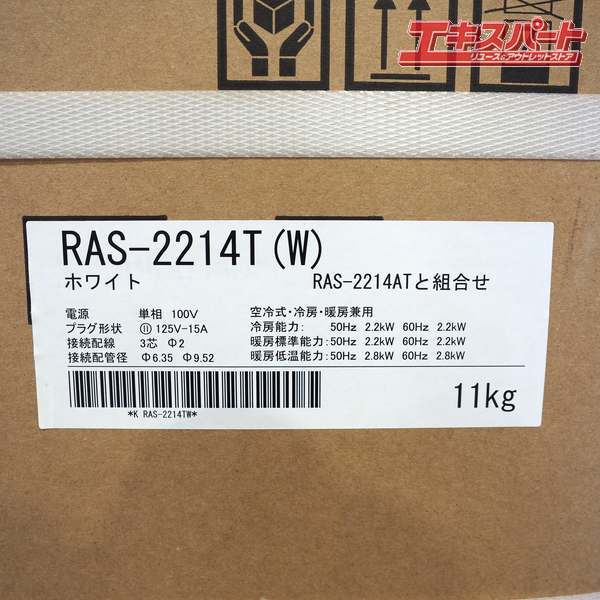 エキスパート
リユース&アウトレットストア
RAS-2214T(W)
ホワイト RAS-2214ATと組合せ
電源 単相 100V 空冷式・冷房・暖房兼用
プラグ形状 ⑪ 125V-15A 冷房能力: 50Hz 2.2kW 60Hz 2.2kW
接続配線 3芯 Φ2 暖房標準能力:50Hz 2.2kW 60Hz 2.2kW
接続配管径 Φ6.35 Φ9.52 暖房低温能力:50Hz 2.8kW 60Hz 2.8kW
*K RAS-2214TW*
11kg